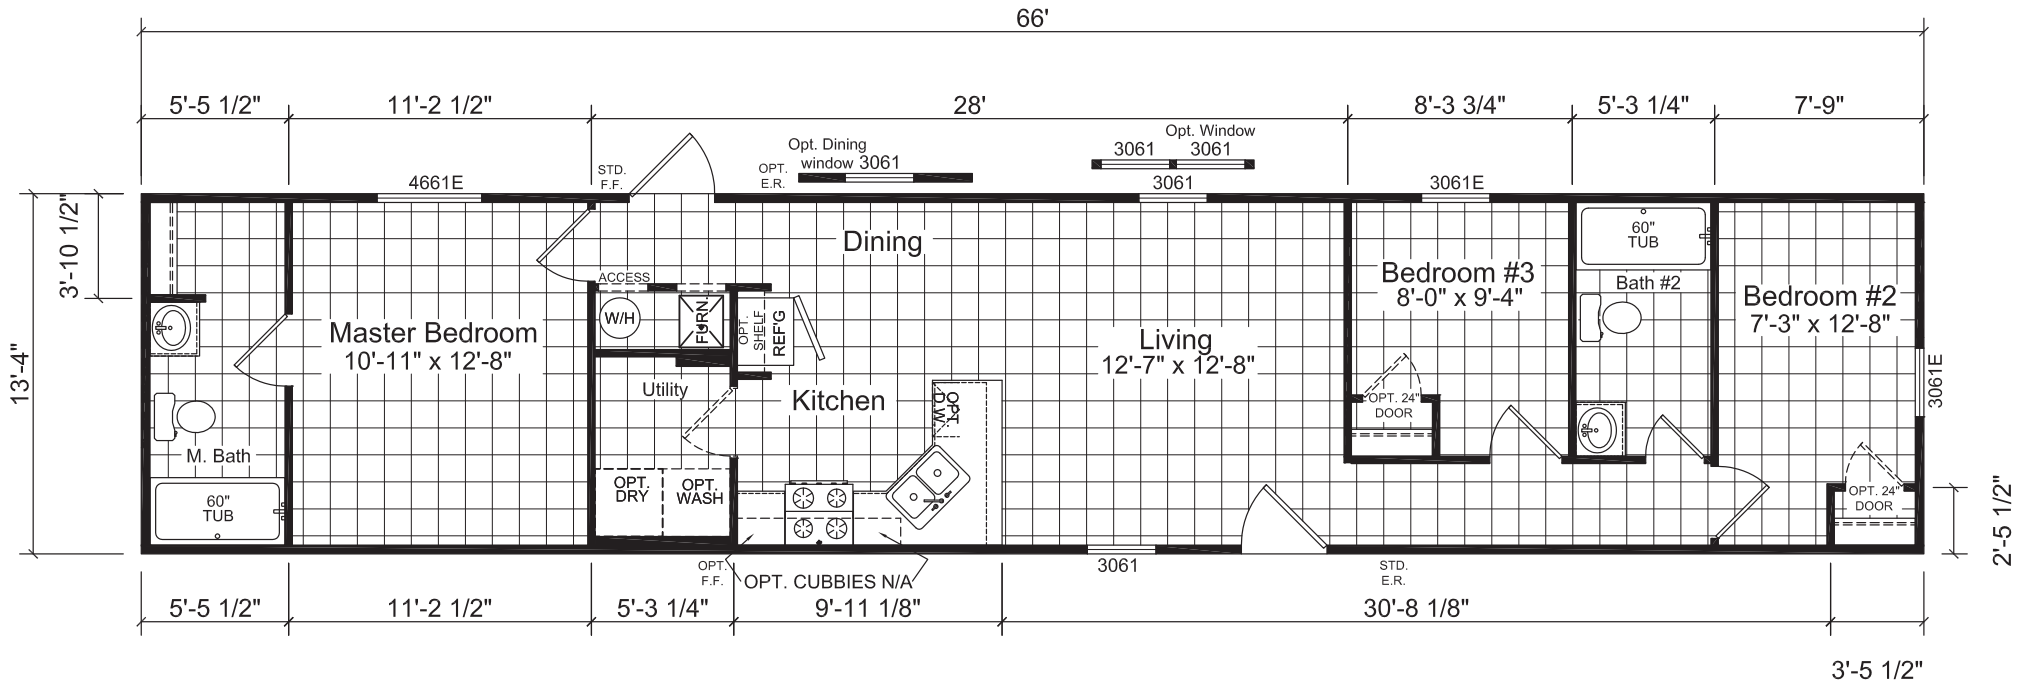 66'
5'-5 1/2"
11'-2 1/2"
28'
8'-3 3/4"
5'-3 1/4"
7'-9"
Opt. Dining
window 3061
Opt. Window
3061 3061
STD.
F.F.
OPT.
E.R.
4661E
3061
3061E
3'-10 1/2"
13'-4"
Dining
ACCESS
W/H
FURN.
OPT.
SHELF
REF'G
Master Bedroom
10'-11" x 12'-8"
Living
12'-7" x 12'-8"
Bedroom #3
8'-0" x 9'-4"
60"
TUB
Bath #2
Bedroom #2
7'-3" x 12'-8"
3061E
Utility
Kitchen
OPT.
D.W.
OPT. 24"
DOOR
M. Bath
60"
TUB
OPT.
DRY
OPT.
WASH
OPT. 24"
DOOR
2'-5 1/2"
OPT.
F.F.
OPT. CUBBIES N/A
3061
STD.
E.R.
5'-5 1/2"
11'-2 1/2"
5'-3 1/4"
9'-11 1/8"
30'-8 1/8"
3'-5 1/2"